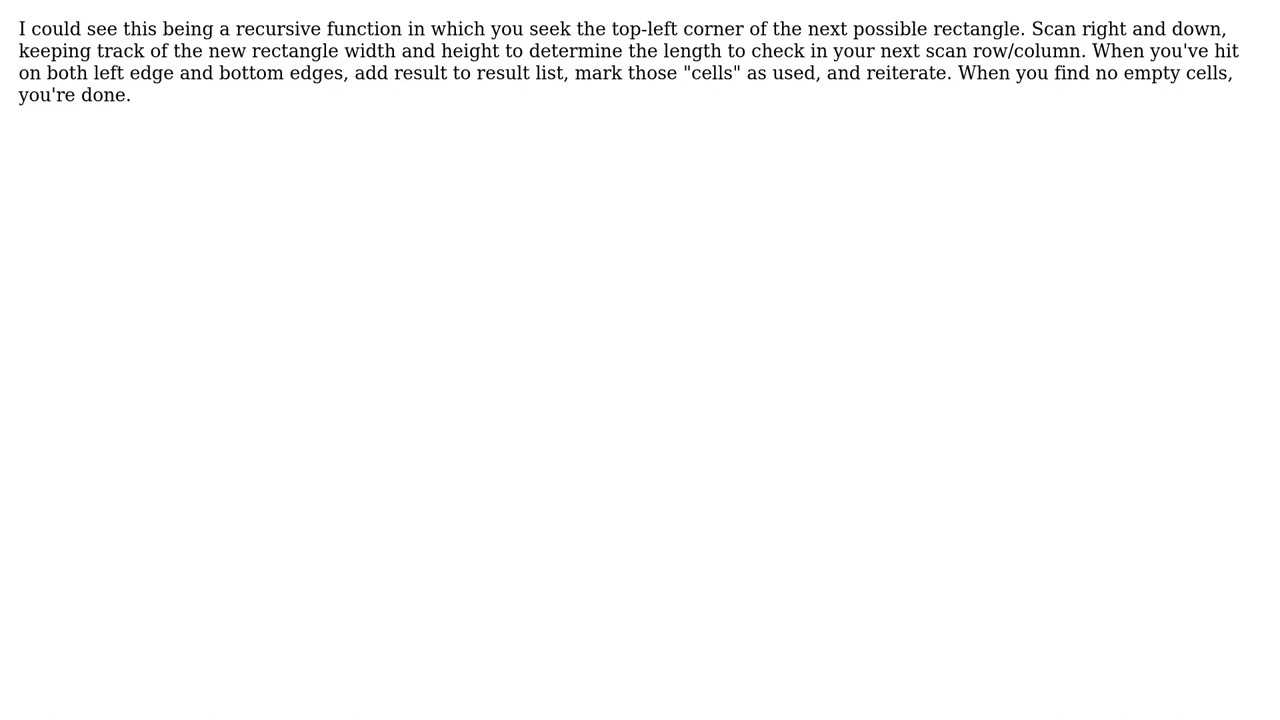 I could see this being a recursive function in which you seek the top-left corner of the next possible rectangle. Scan right and down,
keeping track of the new rectangle width and height to determine the length to check in your next scan row/column. When you've hit
on both left edge and bottom edges, add result to result list, mark those "cells" as used, and reiterate. When you find no empty cells,
you're done.